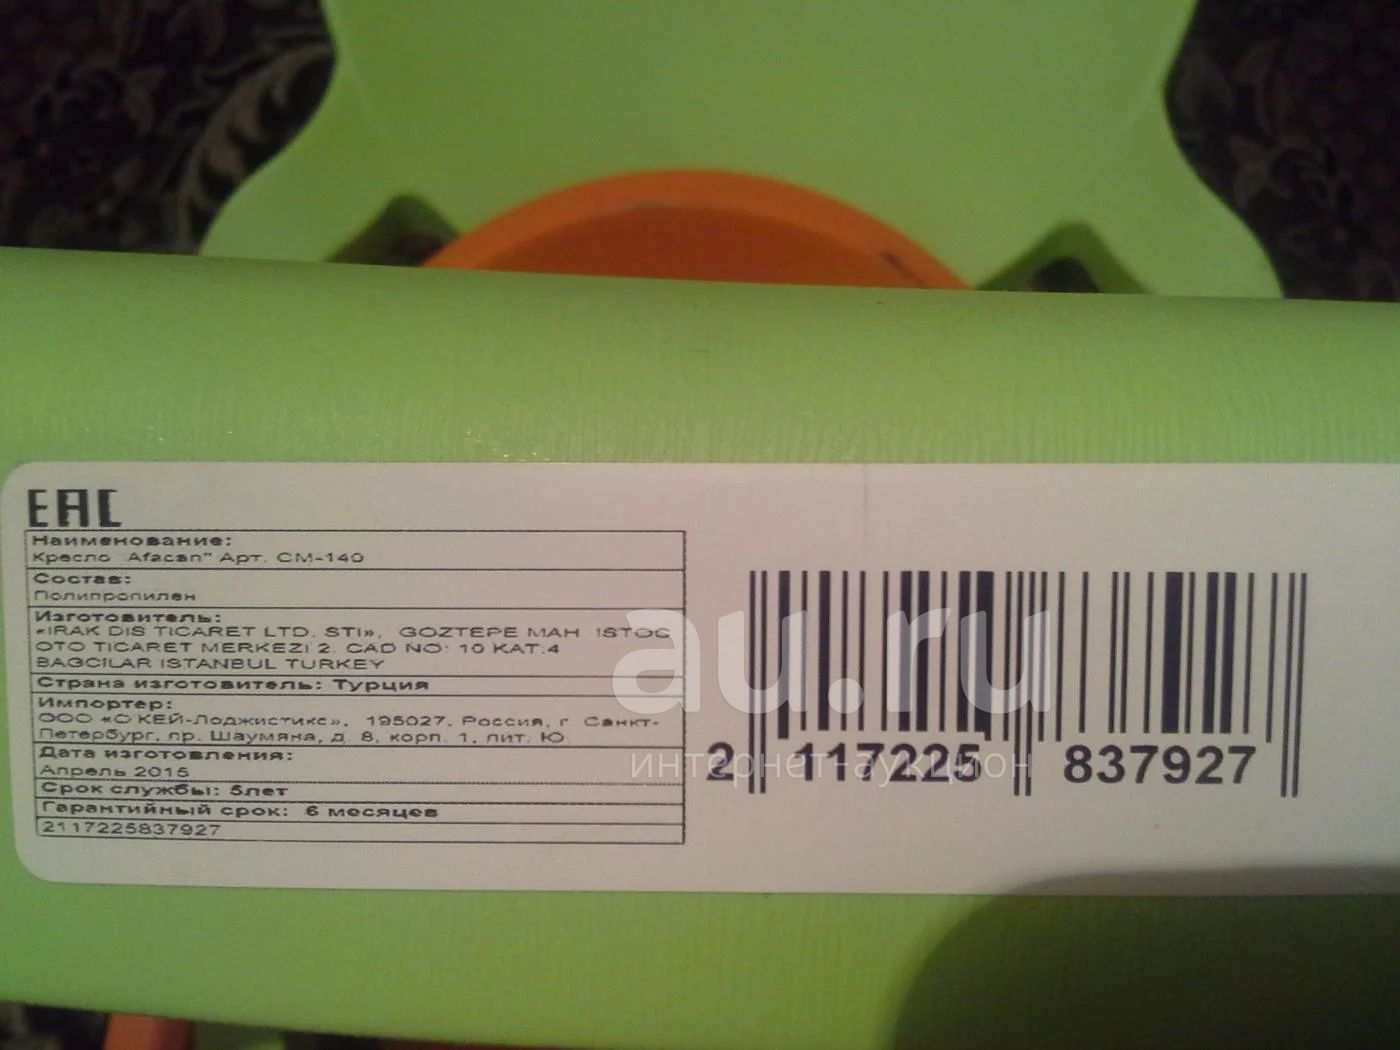 EAC
Наименование:
Кресло "Afacan" Арт. СМ-140
Состав:
Полипропилен
Изготовитель:
«IRAK DIS TICARET LTD. STI», GOZTEPE MAH ISTOC
OTO TICARET MERKEZI 2. CAD NO: 10 KAT:4
BAGCILAR ISTANBUL TURKEY
Страна изготовитель: Турция
Импортер:
ООО «О КЕЙ-Лоджистикс», 195027, Россия, г Санкт-
Петербург, пр. Шаумяна, д. 8, корп. 1, лит. Ю
Дата изготовления:
Апрель 2015
Срок службы: 5лет
Гарантийный срок: 6 месяцев
2117225837927
2 117225 837927
au.ru
интернет-аукцион